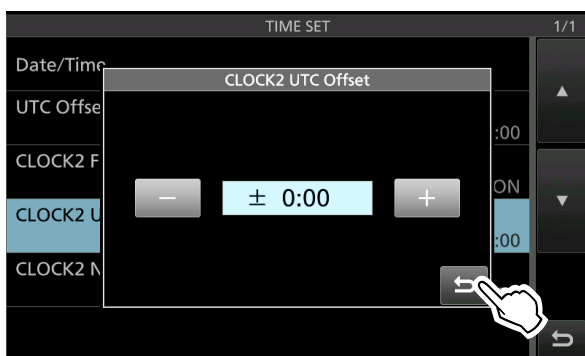 TIME SET 1/1
Date/Time
CLOCK2 UTC Offset
UTC Offse
:00
CLOCK2 F
ON
− ± 0:00 +
CLOCK2 U
:00
CLOCK2 N